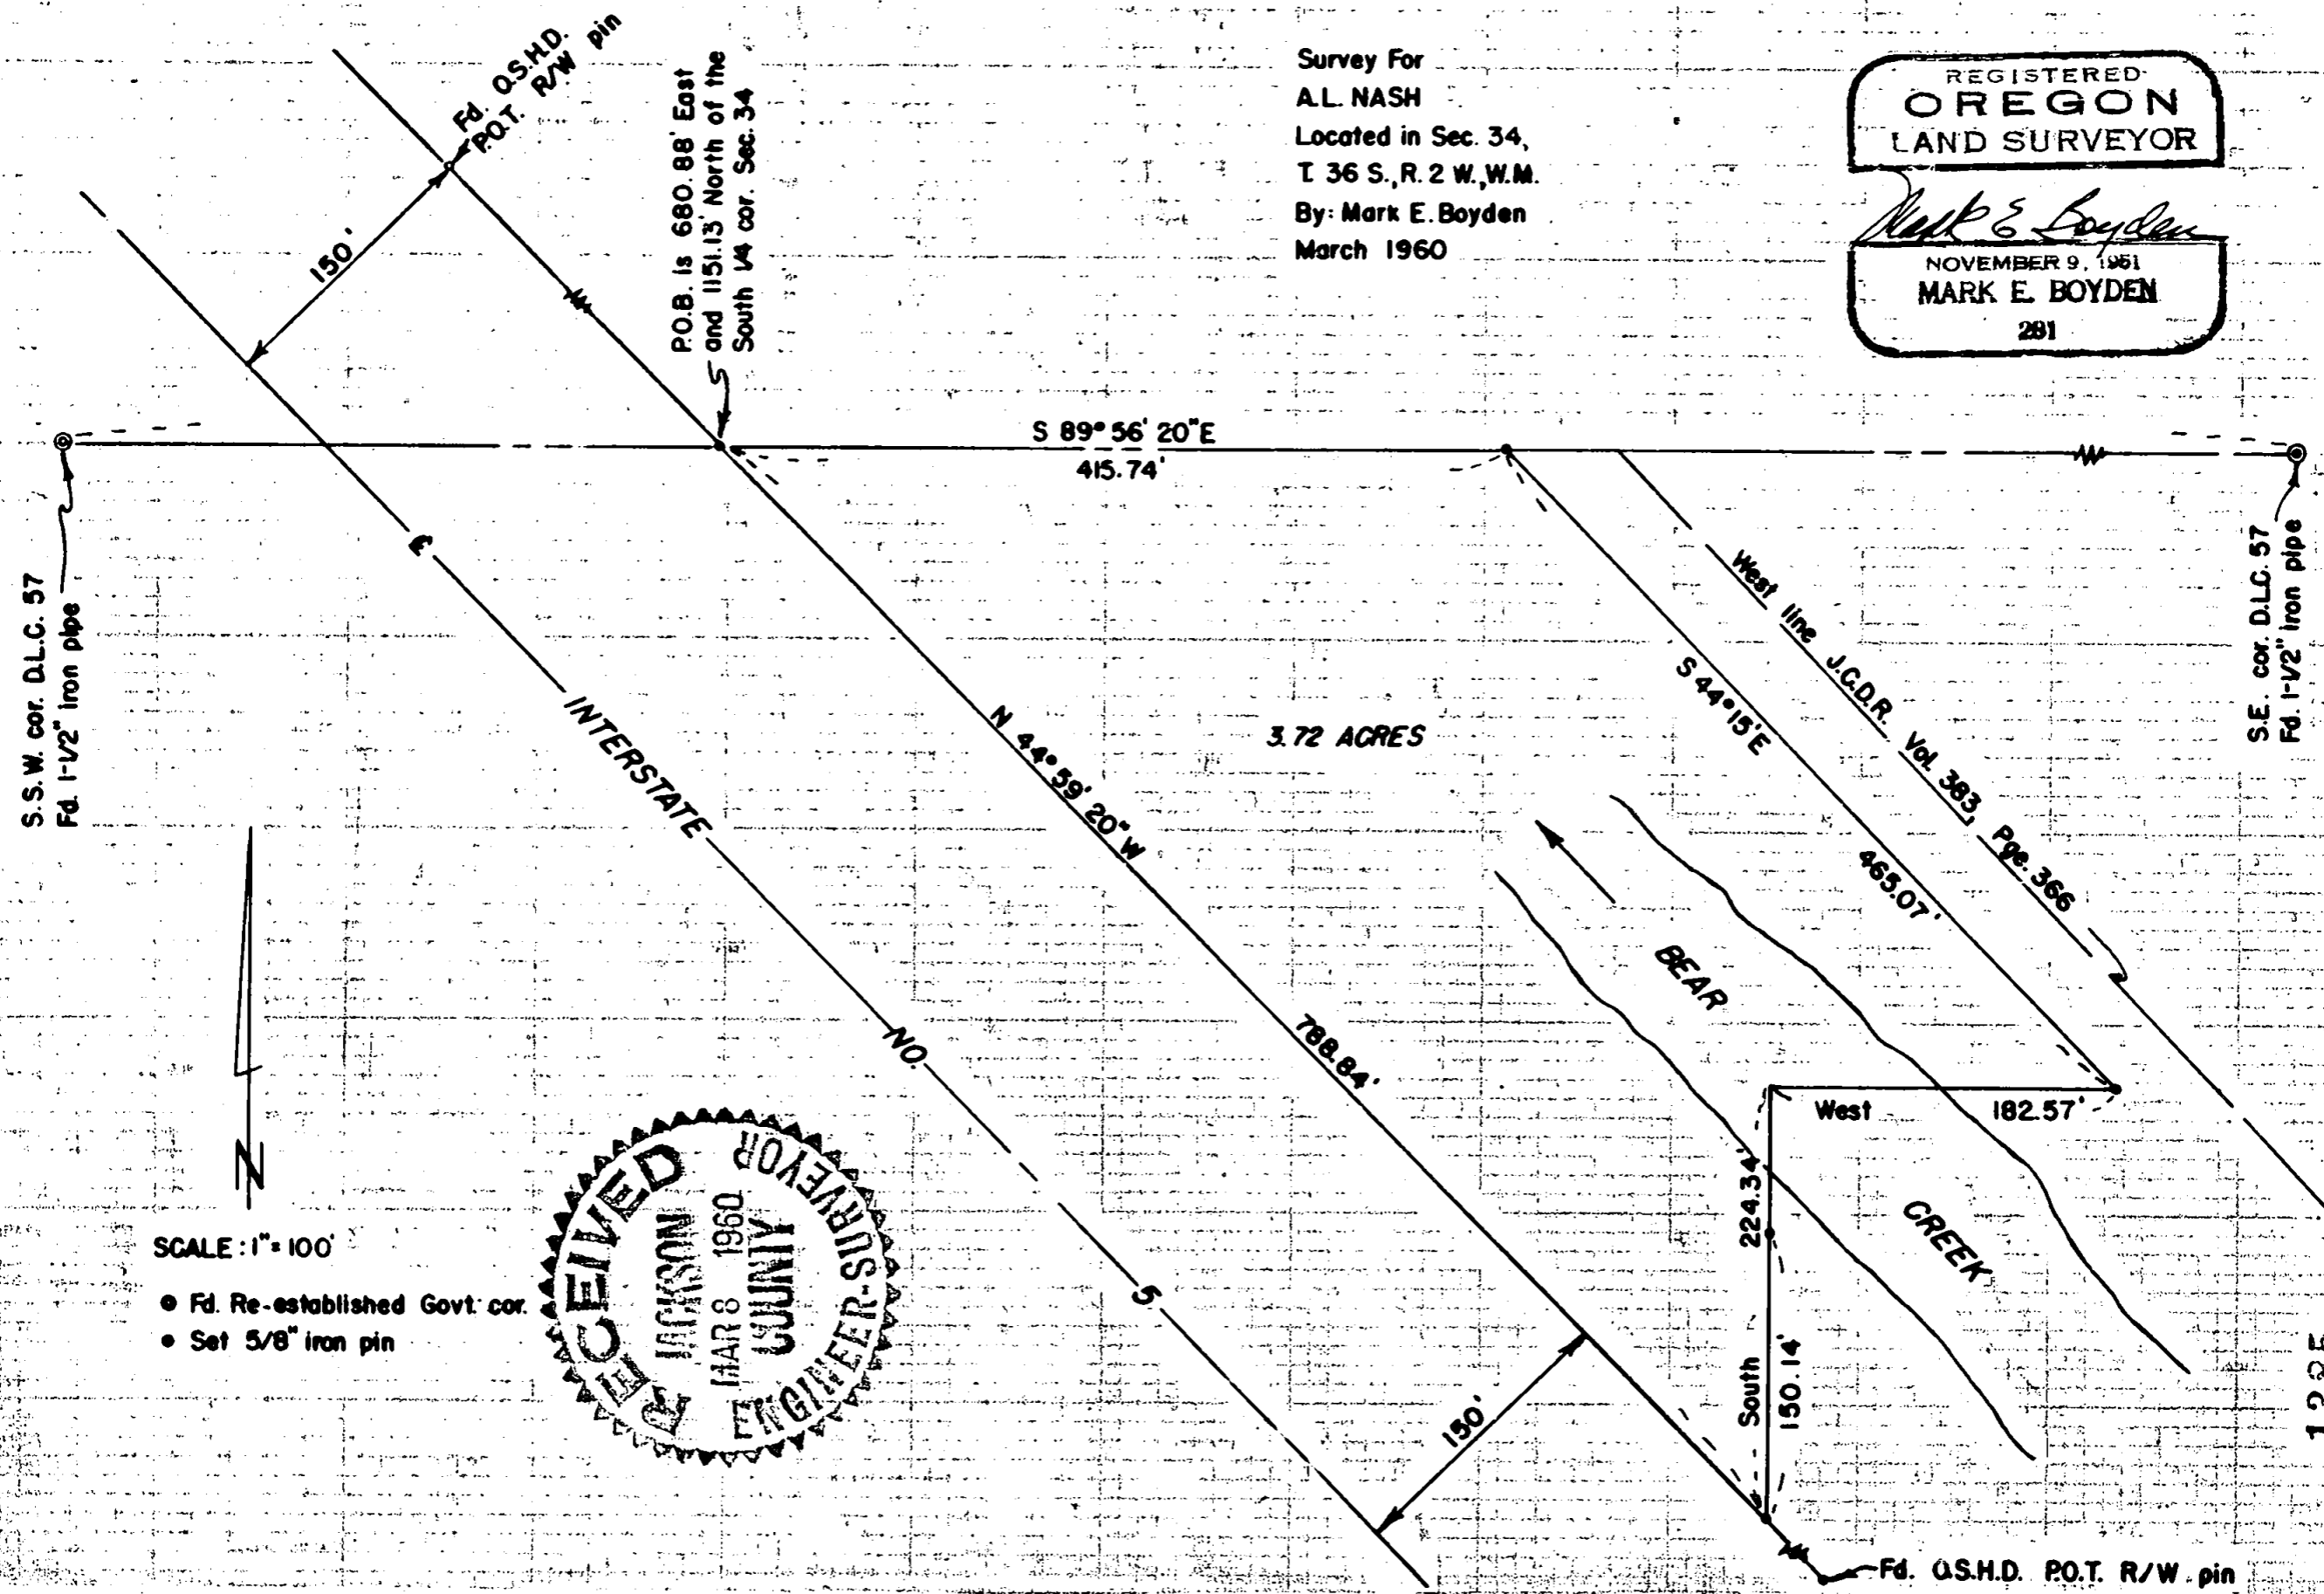 Fd. O.S.H.D.
P.O.T. R/W pin
150'
P.O.B. is 680.88' East
and 1151.13' North of the
South 1/4 cor. Sec. 34
Survey For
A.L. NASH
Located in Sec. 34,
T. 36 S., R. 2 W., W.M.
By: Mark E. Boyden
March 1960
REGISTERED
OREGON
LAND SURVEYOR
Mark E Boyden
NOVEMBER 9, 1951
MARK E. BOYDEN
281
S 89° 56' 20" E
415.74'
S.S.W. cor. D.L.C. 57
Fd. 1-1/2" iron pipe
S.E. cor. D.L.C. 57
Fd. 1-1/2" iron pipe
West line J.C.D.R. Vol. 383, Pge. 366
S 44° 15' E
465.07'
3.72 ACRES
N 44° 59' 20" W
788.84'
INTERSTATE NO. 5
BEAR CREEK
West 182.57'
224.34'
South
150.14'
150'
N
SCALE: 1" = 100'
Fd. Re-established Govt. cor.
Set 5/8" iron pin
RECEIVED
JACKSON
MAR 8 1960
COUNTY
ENGINEER-SURVEYOR
Fd. O.S.H.D. P.O.T. R/W pin